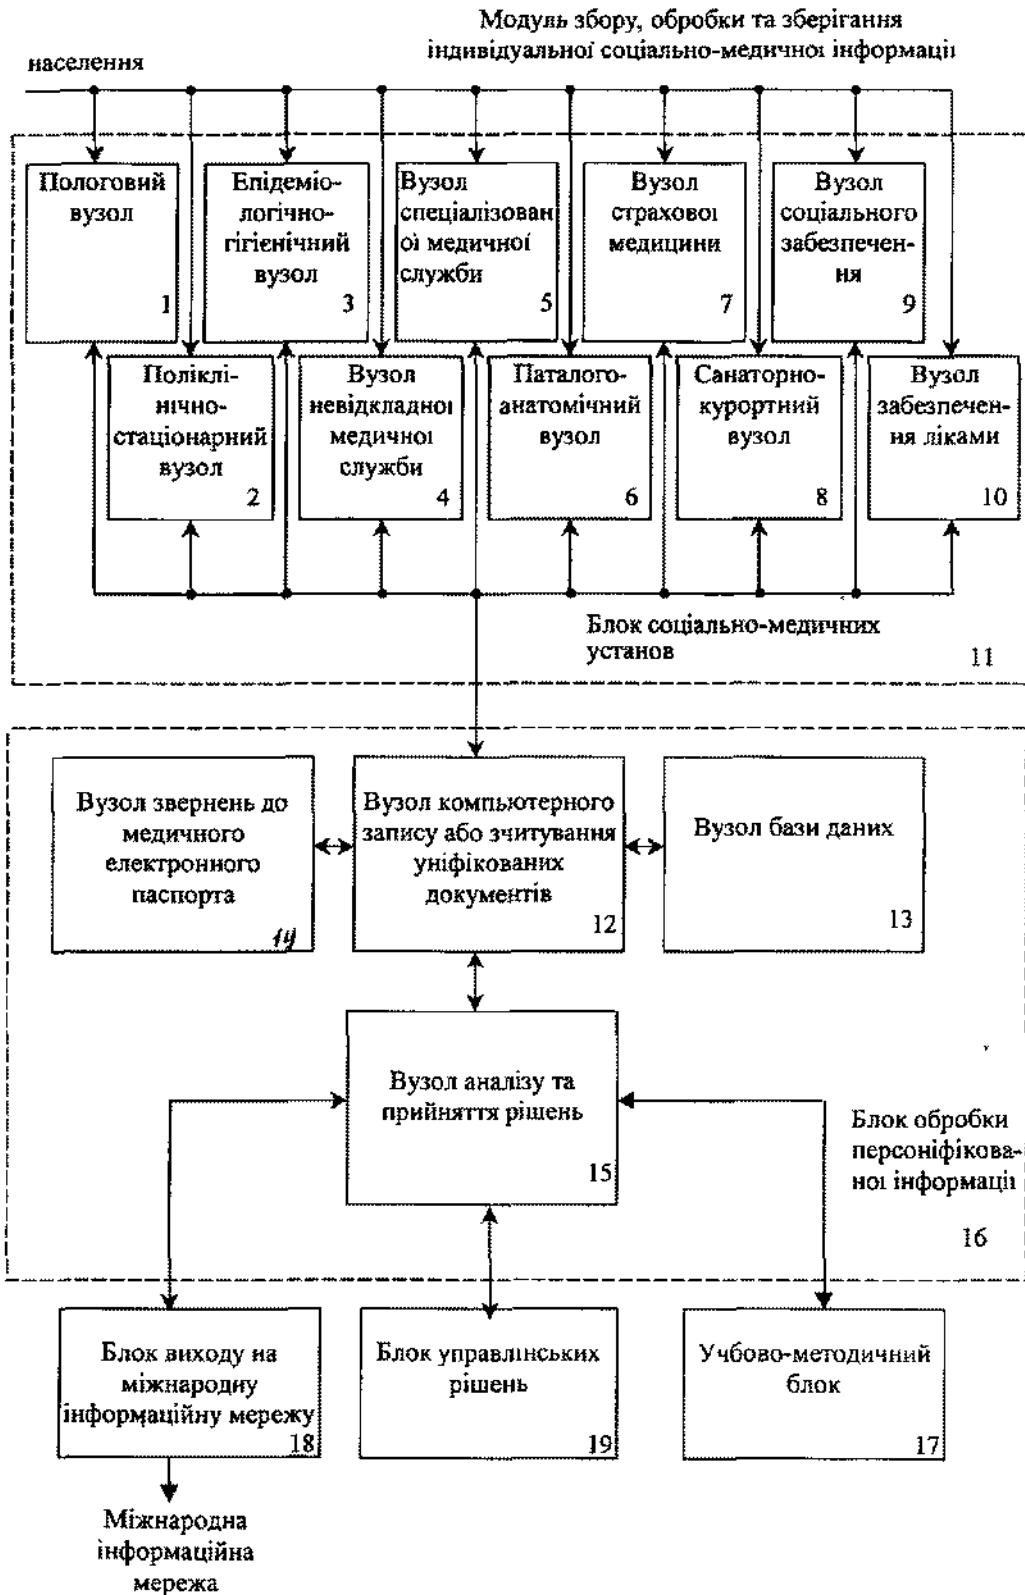 Модуль збору, обробки та зберігання
індивідуальної соціально-медичної інформації
населення
Пологовий
вузол
1
Епідеміо-
логічно-
гігієнічний
вузол
3
Вузол
спеціалізован
ої медичної
служби
5
Вузол
страхової
медицини
7
Вузол
соціального
забезпечен-
ня
9
Поліклі-
нічно-
стаціонарний
вузол
2
Вузол
невідкладної
медичної
служби
4
Паталого-
анатомічний
вузол
6
Санаторно-
курортний
вузол
8
Вузол
забезпечен-
ня ліками
10
Блок соціально-медичних
установ
11
Вузол звернень до
медичного
електронного
паспорта
14
Вузол компьютерного
запису або зчитування
уніфікованих
документів
12
Вузол бази даних
13
Вузол аналізу та
прийняття рішень
15
Блок обробки
персоніфікова-
ної інформації
16
Блок виходу на
міжнародну
інформаційну мережу
18
Блок управлінських
рішень
19
Учбово-методичний
блок
17
Міжнародна
інформаційна
мережа